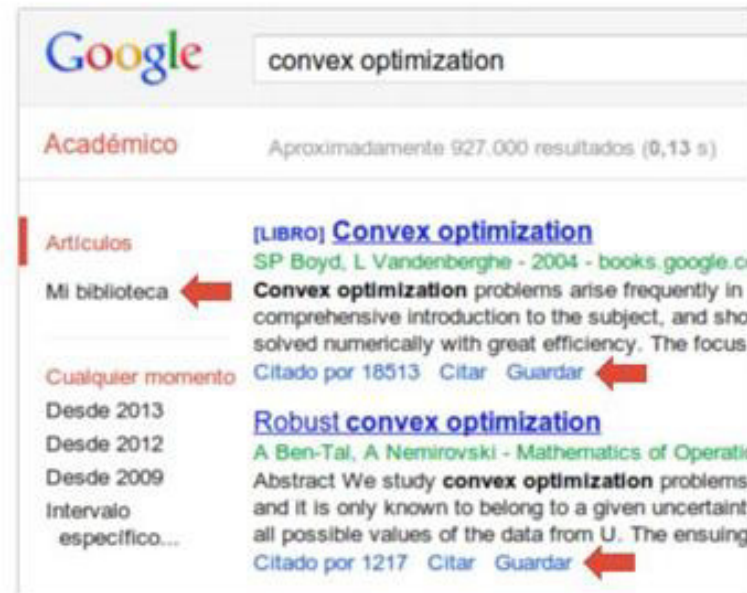 Google
convex optimization
Académico
Aproximadamente 927.000 resultados (0,13 s)
Artículos
Mi biblioteca
Cualquier momento
Desde 2013
Desde 2012
Desde 2009
Intervalo
específico...
[LIBRO] Convex optimization
SP Boyd, L Vandenberghe - 2004 - books.google.c
Convex optimization problems arise frequently in
comprehensive introduction to the subject, and sho
solved numerically with great efficiency. The focus
Citado por 18513 Citar Guardar
Robust convex optimization
A Ben-Tal, A Nemirovski - Mathematics of Operati
Abstract We study convex optimization problems
and it is only known to belong to a given uncertaint
all possible values of the data from U. The ensuing
Citado por 1217 Citar Guardar